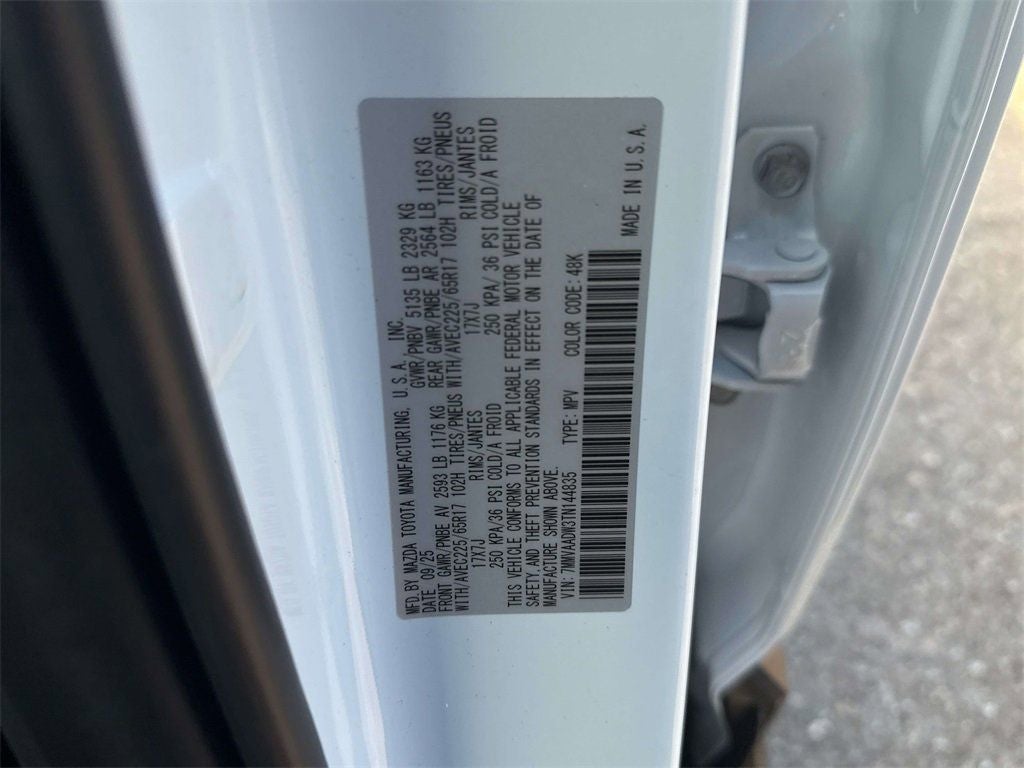 MFD. BY MAZDA TOYOTA MANUFACTURING, U.S.A. INC.
DATE 09/25 GVWR/PNBV 5135 LB 2329 KG
FRONT GAWR/PNBE AV 2593 LB 1176 KG REAR GAWR/PNBE AR 2564 LB 1163 KG
WITH/AVEC225/65R17 102H TIRES/PNEUS WITH/AVEC225/65R17 102H TIRES/PNEUS
17X7J RIMS/JANTES 17X7J RIMS/JANTES
250 KPA/36 PSI COLD/A FROID 250 KPA/36 PSI COLD/A FROID
THIS VEHICLE CONFORMS TO ALL APPLICABLE FEDERAL MOTOR VEHICLE
SAFETY,AND THEFT PREVENTION STANDARDS IN EFFECT ON THE DATE OF
MANUFACTURE SHOWN ABOVE.
VIN: 7MMVAADW3TN144835 TYPE: MPV COLOR CODE: 48K
MADE IN U.S.A.